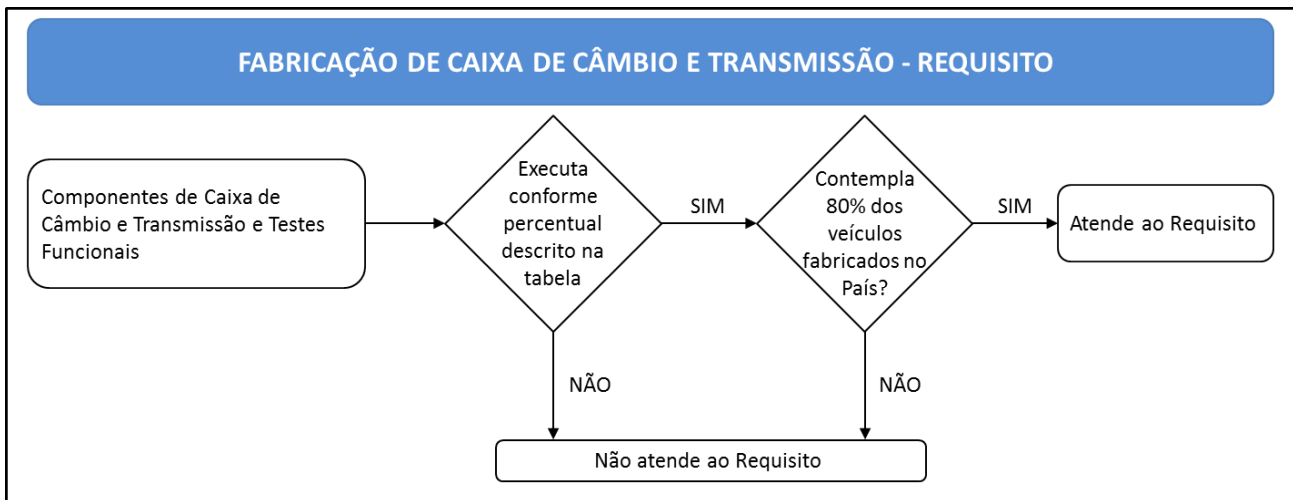 FABRICAÇÃO DE CAIXA DE CÂMBIO E TRANSMISSÃO - REQUISITO
Componentes de Caixa de
Câmbio e Transmissão e Testes
Funcionais
Executa
conforme
percentual
descrito na
tabela
SIM
Contempla
80% dos
veículos
fabricados no
País?
SIM
Atende ao Requisito
NÃO
NÃO
Não atende ao Requisito